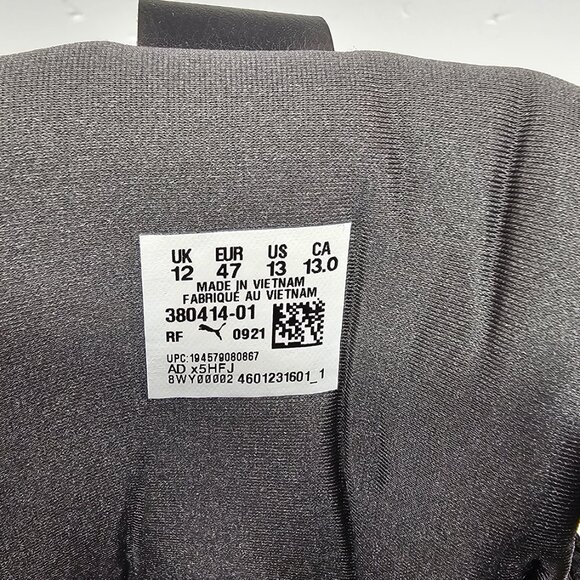 UK EUR US CA
12 47 13 13.0
MADE IN VIETNAM
FABRIQUÉ AU VIETNAM
380414-01
RF 0921
UPC:194579080867
AD x5HFJ
8WY00002 4601231601_1